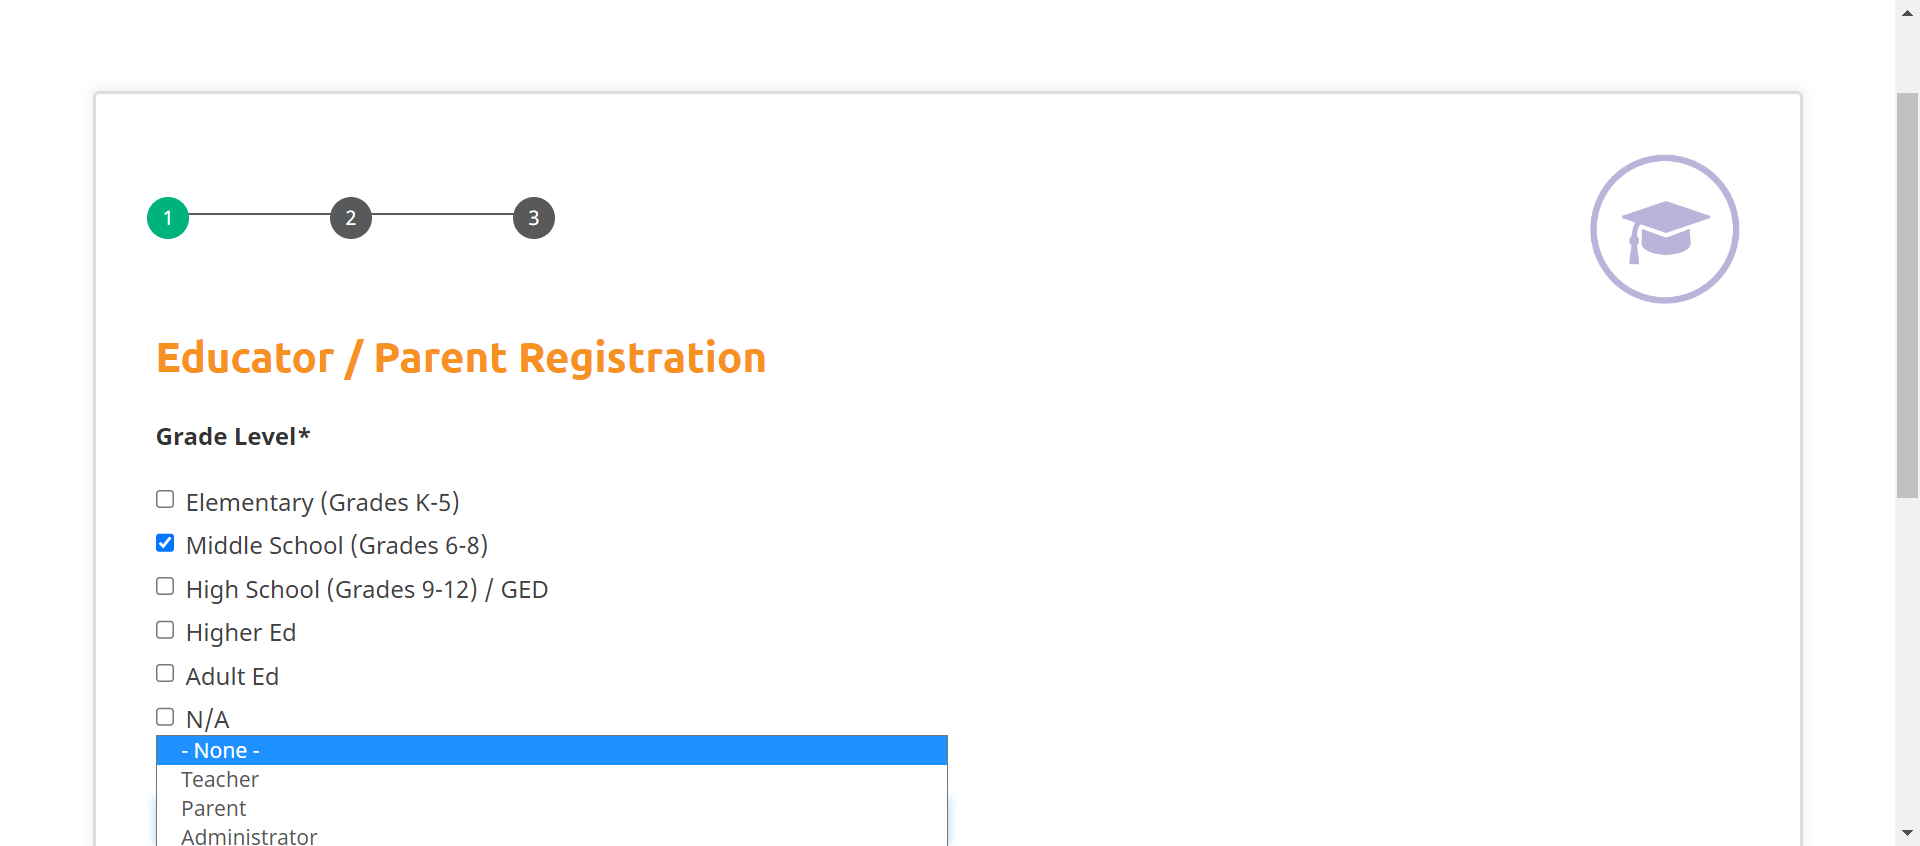 1 2 3
Educator / Parent Registration
Grade Level*
Elementary (Grades K-5)
Middle School (Grades 6-8)
High School (Grades 9-12) / GED
Higher Ed
Adult Ed
N/A
- None -
Teacher
Parent
Administrator